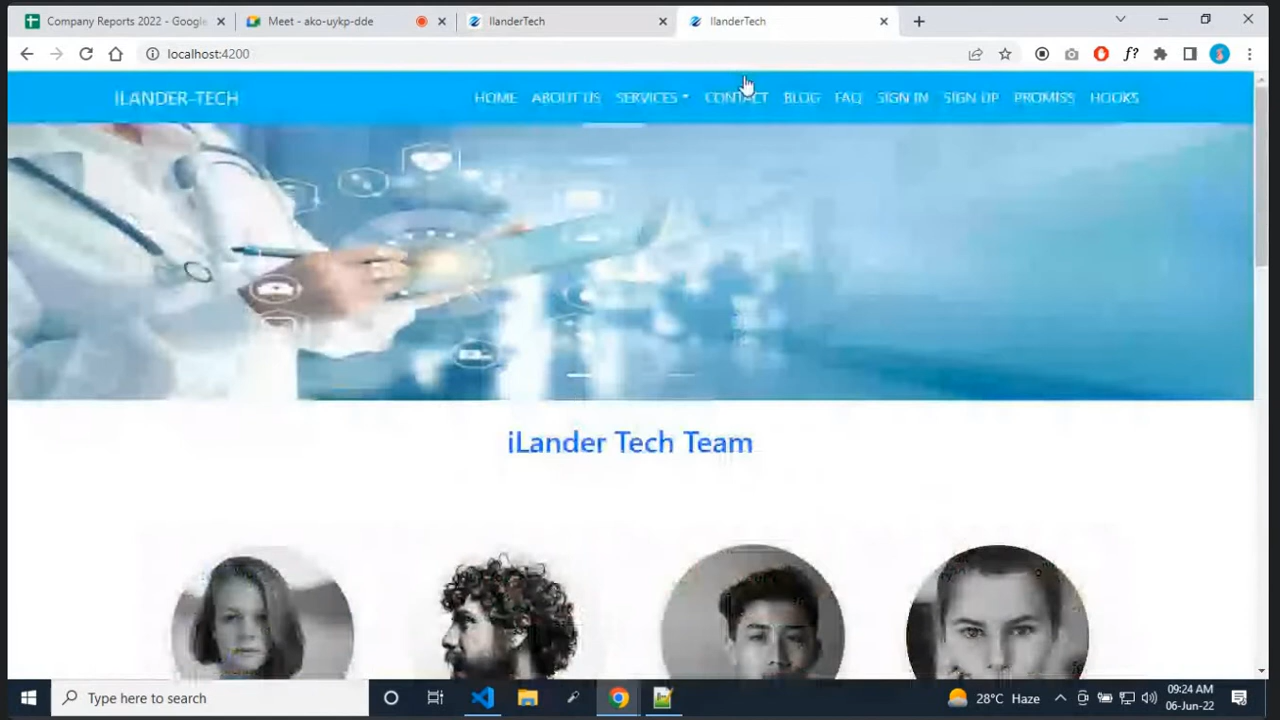 Company Reports 2022 - Google
Meet - ako-uykp-dde
IlanderTech
IlanderTech
localhost:4200
f?
ILANDER-TECH
HOME
ABOUT US
SERVICES
CONTACT
BLOG
FAQ
SIGN IN
SIGN UP
PROMISS
HOOKS
iLander Tech Team
Type here to search
28°C Haze
09:24 AM
06-Jun-22